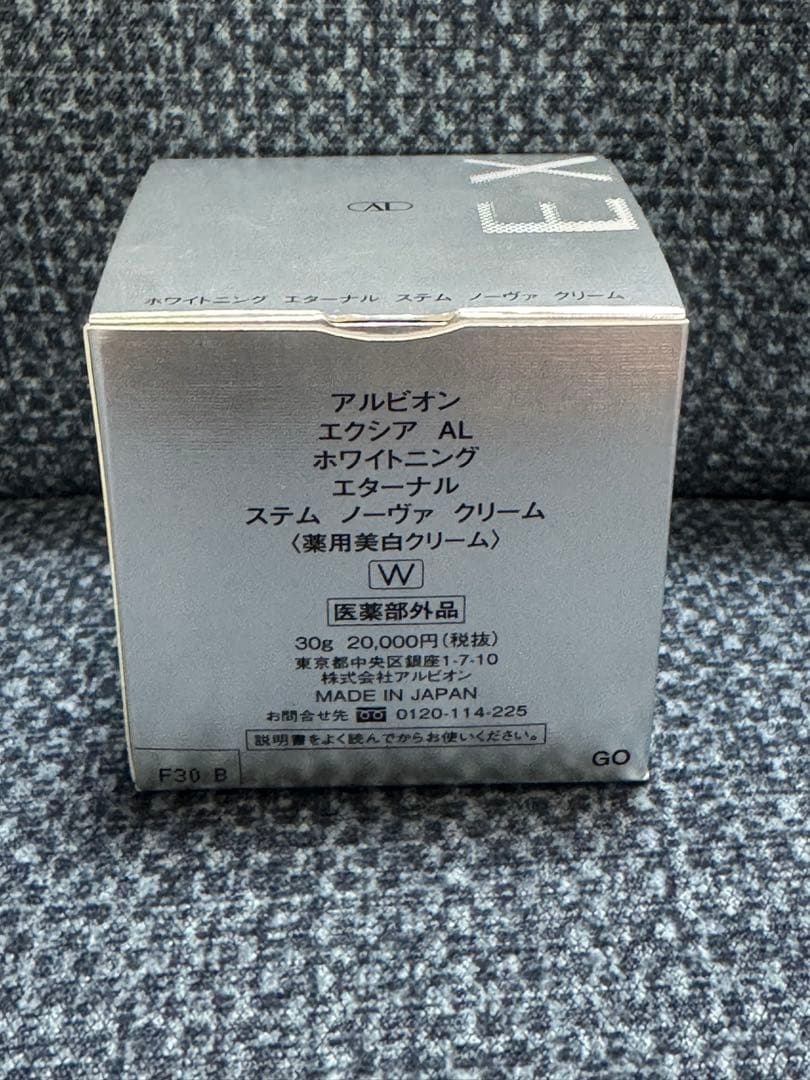 EX
AL
ホワイトニング エターナル ステム ノーヴァ クリーム
アルビオン
エクシア AL
ホワイトニング
エターナル
ステム ノーヴァ クリーム
〈薬用美白クリーム〉
W
医薬部外品
30g 20,000円(税抜)
東京都中央区銀座1-7-10
株式会社アルビオン
MADE IN JAPAN
お問合せ先 0120-114-225
説明書をよく読んでからお使いください。
GO
F30 B